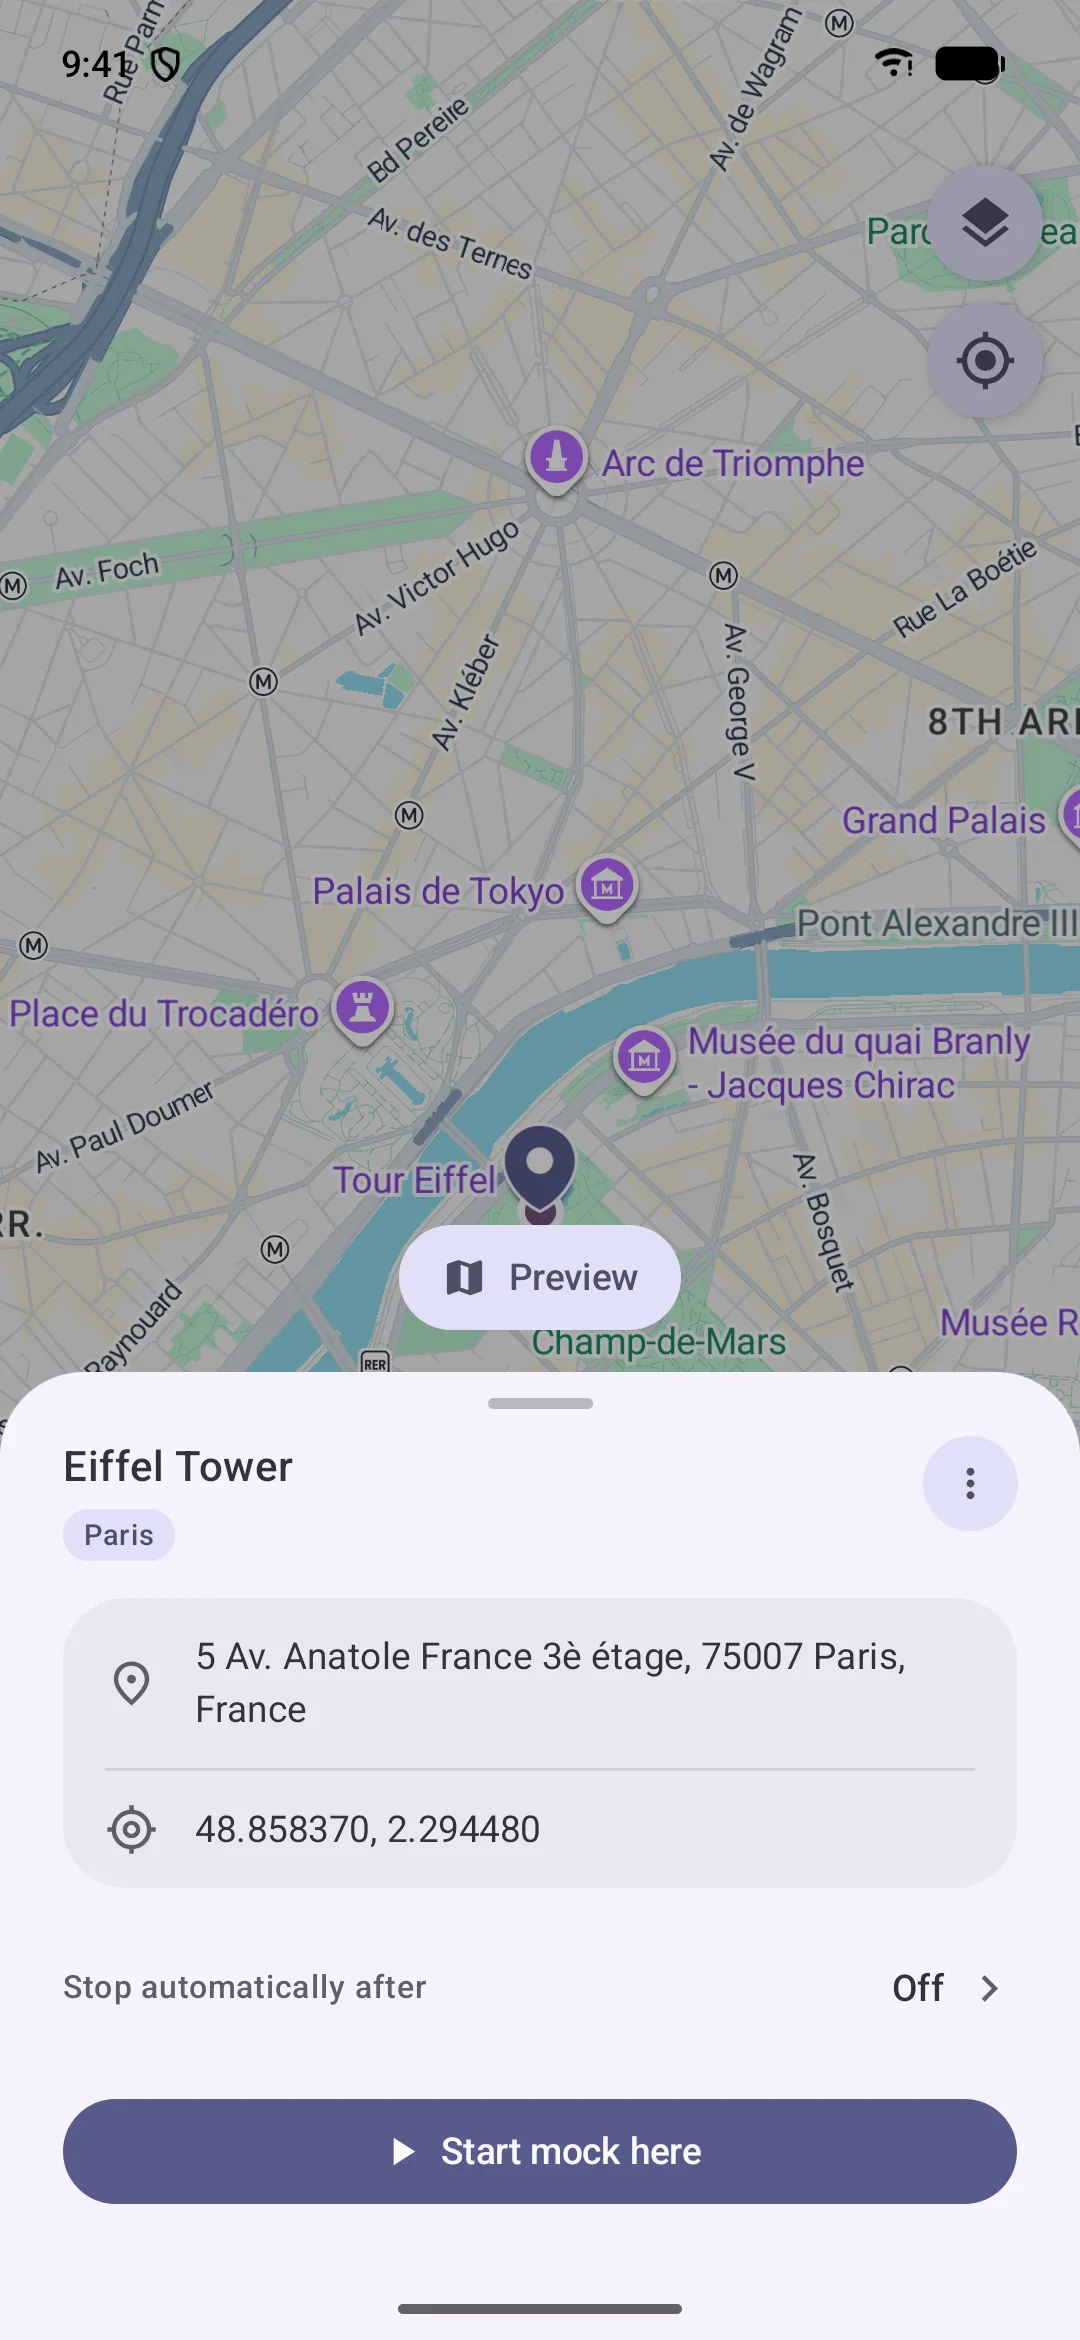 9:41
Rue
Bd Pereire
Av. de Wagram
M
Av. des Ternes
Arc de Triomphe
Av. Foch
M
Av. Victor Hugo
M
Rue La Boétie
M
Av. Kléber
Av. George V
8TH
M
Grand Palais
Palais de Tokyo
M
Pont Alexandre III
M
Place du Trocadéro
M
Musée du quai Branly
- Jacques Chirac
Av. Paul Doumer
Tour Eiffel
Av. Bosquet
M
Preview
Raynouard
Musée R
Champ-de-Mars
RER
Eiffel Tower
Paris
5 Av. Anatole France 3è étage, 75007 Paris,
France
48.858370, 2.294480
Stop automatically after
Off
Start mock here